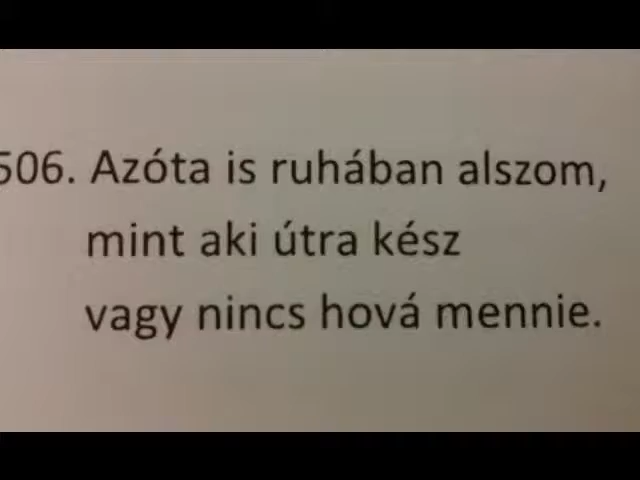 506. Azóta is ruhában alszom,
mint aki útra kész
vagy nincs hová mennie.